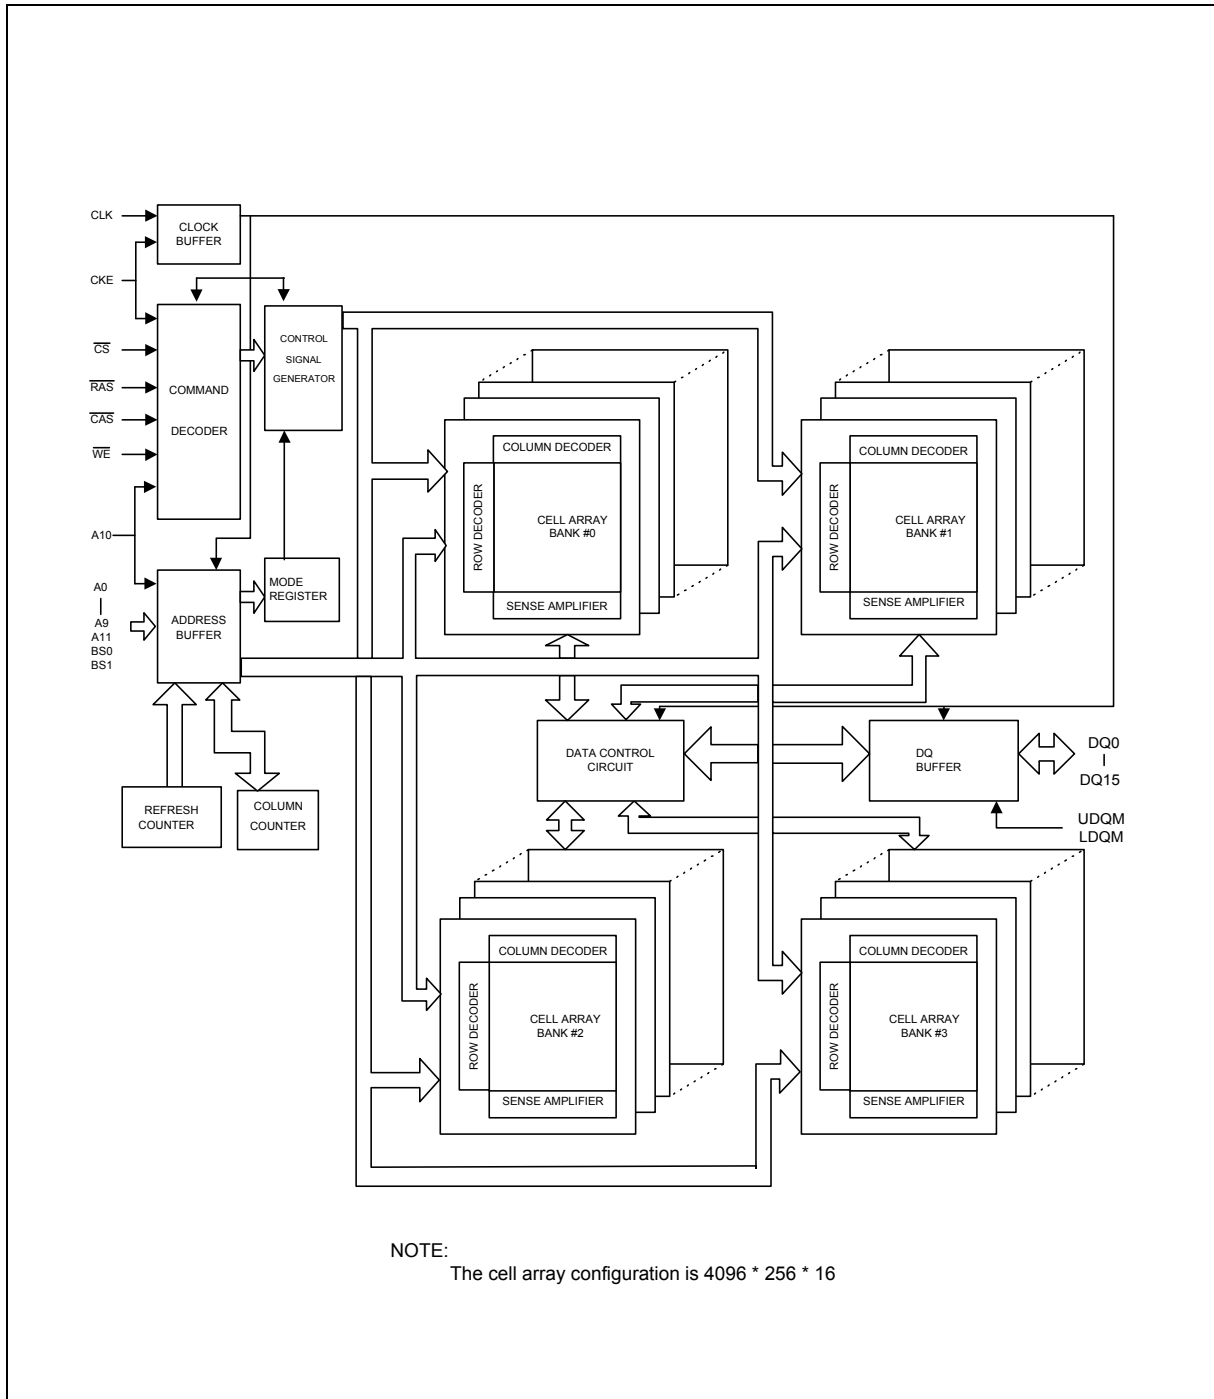 CLK
CLOCK
BUFFER
CKE
CS
RAS
CAS
WE
COMMAND
DECODER
CONTROL
SIGNAL
GENERATOR
A10
A0
A9
A11
BS0
BS1
ADDRESS
BUFFER
MODE
REGISTER
REFRESH
COUNTER
COLUMN
COUNTER
COLUMN DECODER
ROW DECODER
CELL ARRAY
BANK #0
SENSE AMPLIFIER
COLUMN DECODER
ROW DECODER
CELL ARRAY
BANK #1
SENSE AMPLIFIER
DATA CONTROL
CIRCUIT
DQ
BUFFER
DQ0
DQ15
UDQM
LDQM
COLUMN DECODER
ROW DECODER
CELL ARRAY
BANK #2
SENSE AMPLIFIER
COLUMN DECODER
ROW DECODER
CELL ARRAY
BANK #3
SENSE AMPLIFIER
NOTE:
The cell array configuration is 4096 * 256 * 16